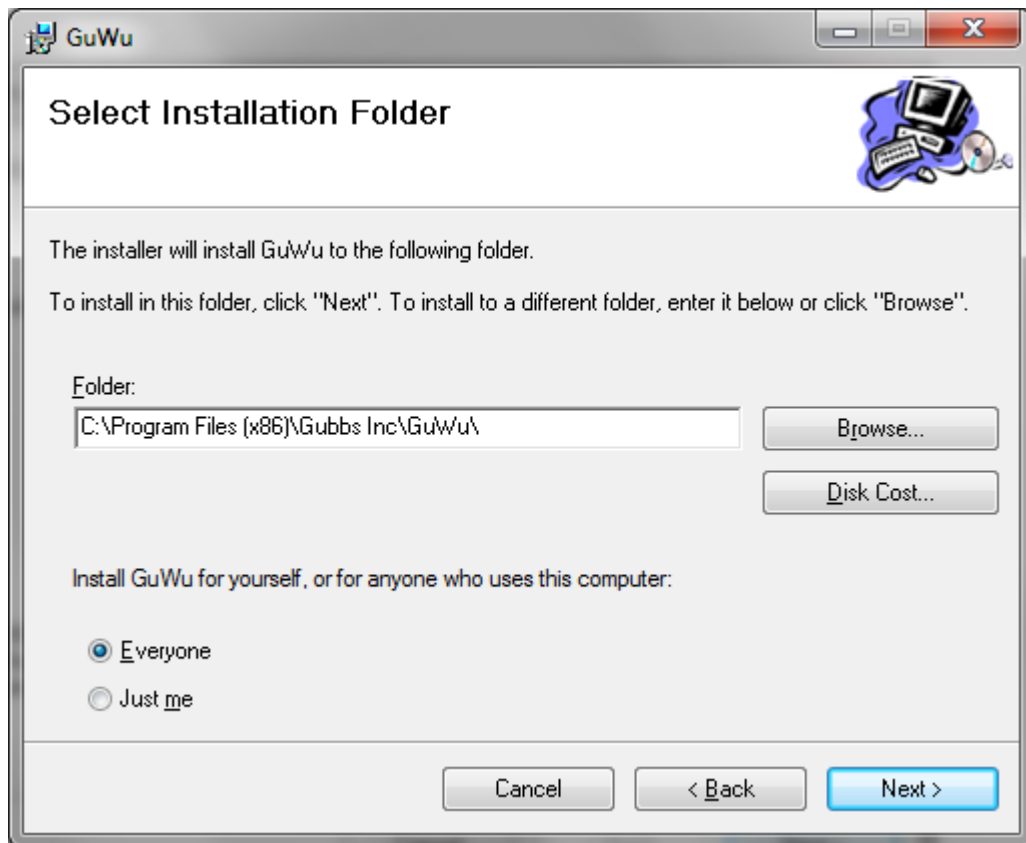 GuWu
Select Installation Folder
The installer will install GuWu to the following folder.
To install in this folder, click "Next". To install to a different folder, enter it below or click "Browse".
Folder:
C:\Program Files (x86)\Gubbs Inc\GuWu\
Browse...
Disk Cost...
Install GuWu for yourself, or for anyone who uses this computer:
Everyone
Just me
Cancel
< Back
Next >